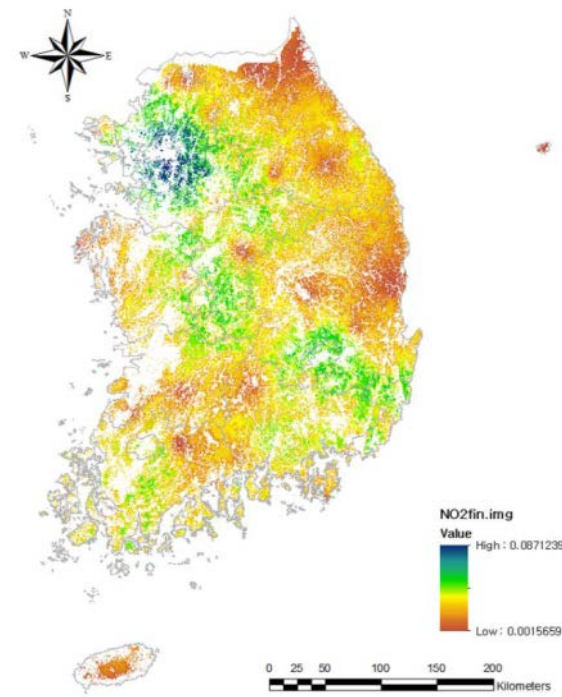 N
W E
S
NO2fin.img
Value
High : 0.0871239
Low : 0.0015659
0 25 50 100 150 200
Kilometers